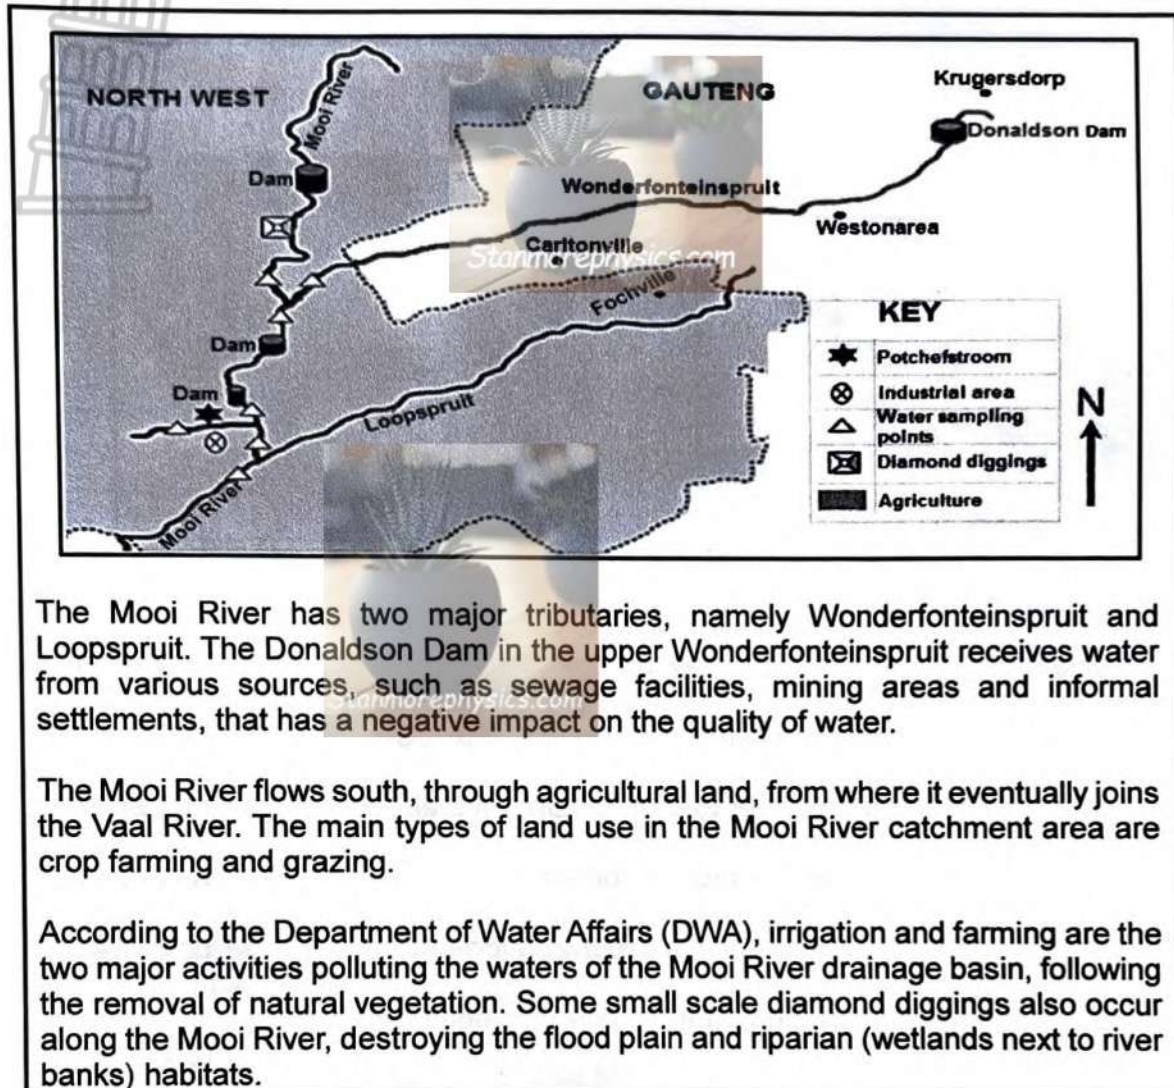 NORTH WEST
Mooi River
GAUTENG
Krugersdorp
Donaldson Dam
Dam
Wonderfonteinspruit
Westonarea
Carltonville
Stanmorephysics.com
Fochville
Dam
Dam
Loopspruit
Mooi River
KEY
Potchefstroom
Industrial area
Water sampling
points
Diamond diggings
Agriculture
N
The Mooi River has two major tributaries, namely Wonderfonteinspruit and
Loopspruit. The Donaldson Dam in the upper Wonderfonteinspruit receives water
from various sources, such as sewage facilities, mining areas and informal
Stanmorephysics.com
settlements, that has a negative impact on the quality of water.
The Mooi River flows south, through agricultural land, from where it eventually joins
the Vaal River. The main types of land use in the Mooi River catchment area are
crop farming and grazing.
According to the Department of Water Affairs (DWA), irrigation and farming are the
two major activities polluting the waters of the Mooi River drainage basin, following
the removal of natural vegetation. Some small scale diamond diggings also occur
along the Mooi River, destroying the flood plain and riparian (wetlands next to river
banks) habitats.